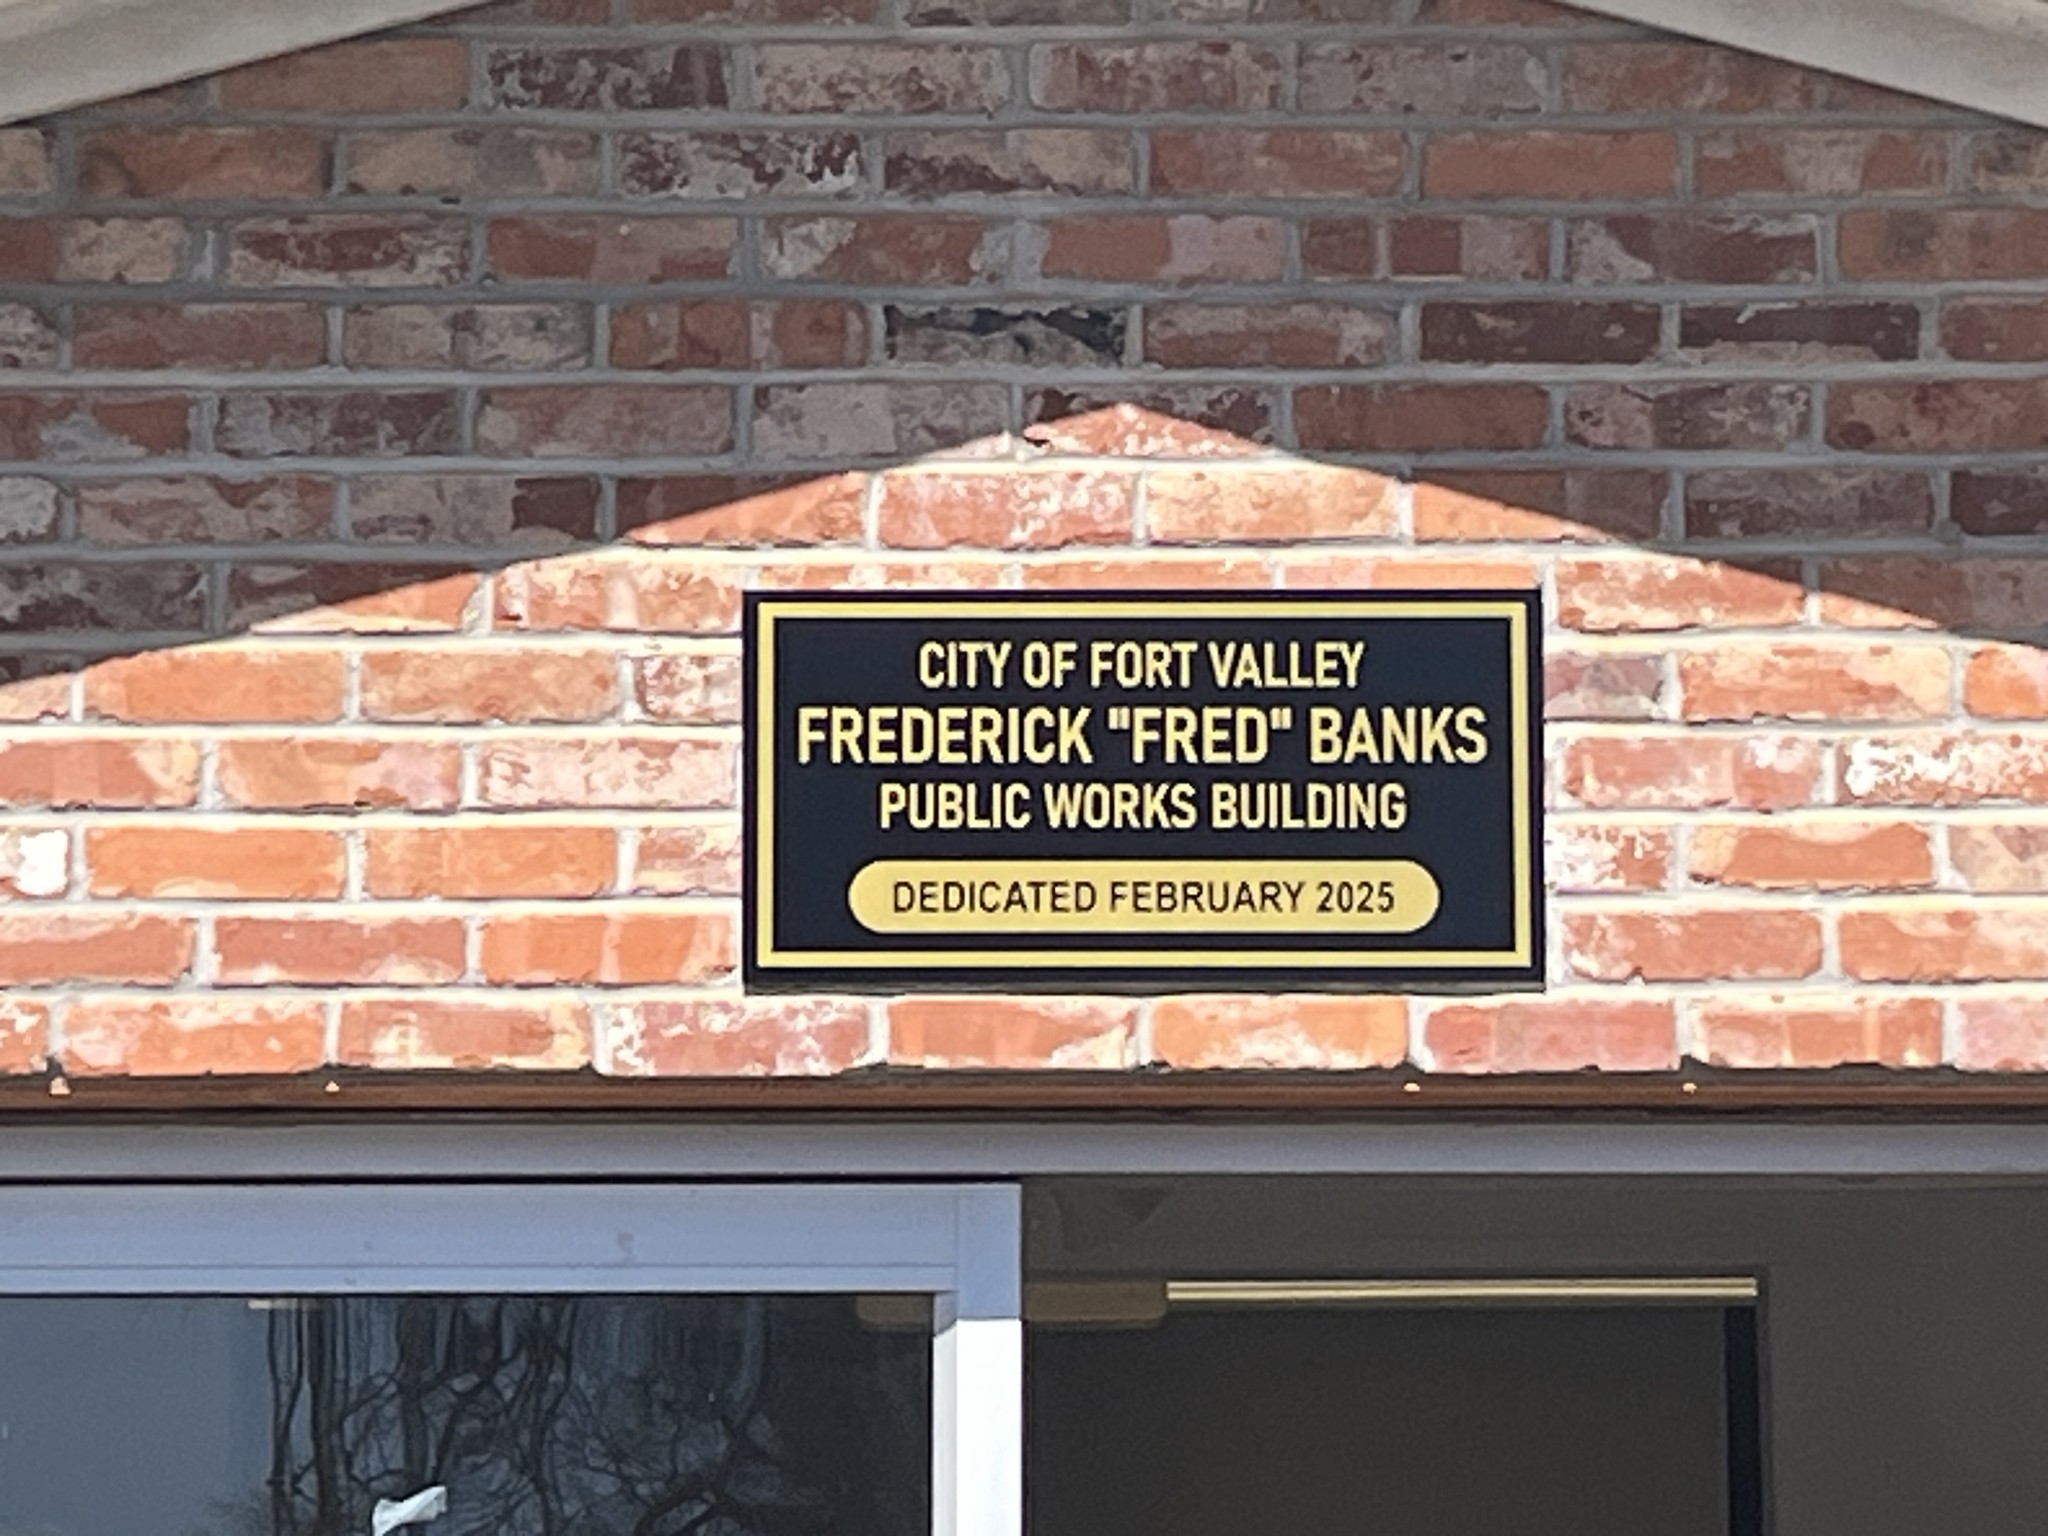 CITY OF FORT VALLEY
FREDERICK "FRED" BANKS
PUBLIC WORKS BUILDING
DEDICATED FEBRUARY 2025